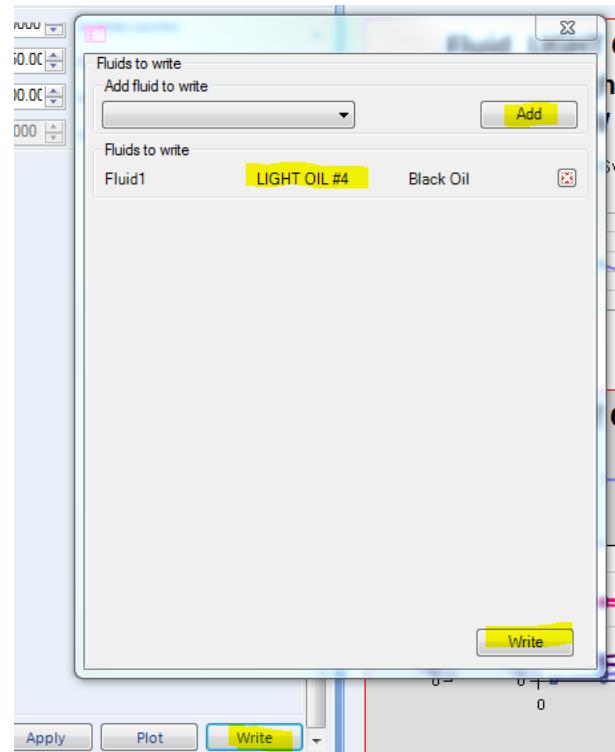 Fluids to write
Add fluid to write
Add
Fluids to write
Fluid1 LIGHT OIL #4 Black Oil
Write
0
Apply Plot Write